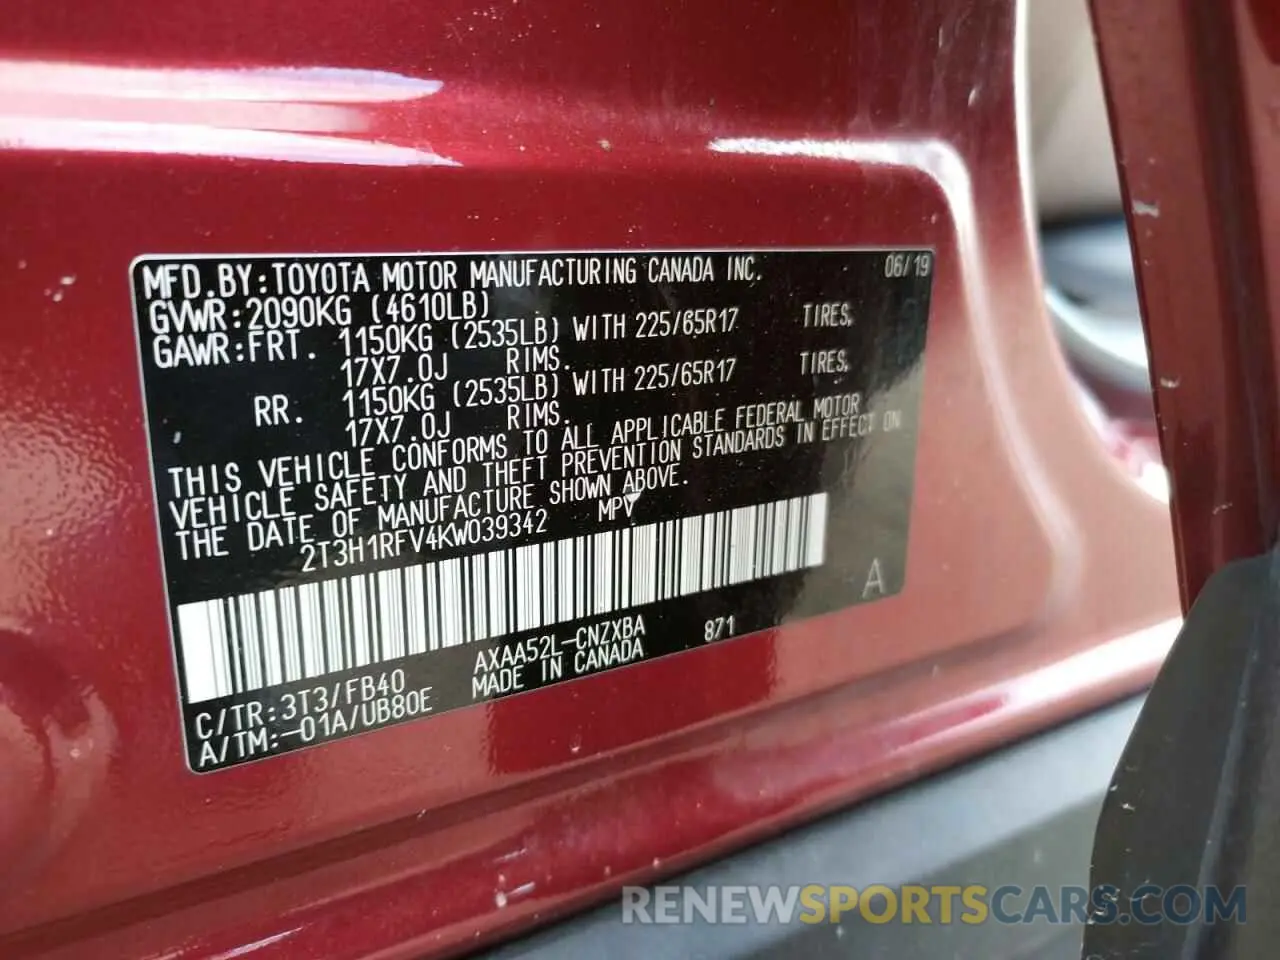 MFD.BY:TOYOTA MOTOR MANUFACTURING CANADA INC. 06/19
GVWR:2090KG (4610LB)
GAWR:FRT. 1150KG (2535LB) WITH 225/65R17 TIRES,
17X7.0J RIMS.
RR. 1150KG (2535LB) WITH 225/65R17 TIRES,
17X7.0J RIMS.
THIS VEHICLE CONFORMS TO ALL APPLICABLE FEDERAL MOTOR
VEHICLE SAFETY AND THEFT PREVENTION STANDARDS IN EFFECT ON
THE DATE OF MANUFACTURE SHOWN ABOVE.
2T3H1RFV4KW039342 MPV
A
AXAA52L-CNZXBA 871
MADE IN CANADA
C/TR:3T3/FB40
A/TM:-01A/UB80E
RENEWSPORTSCARS.COM